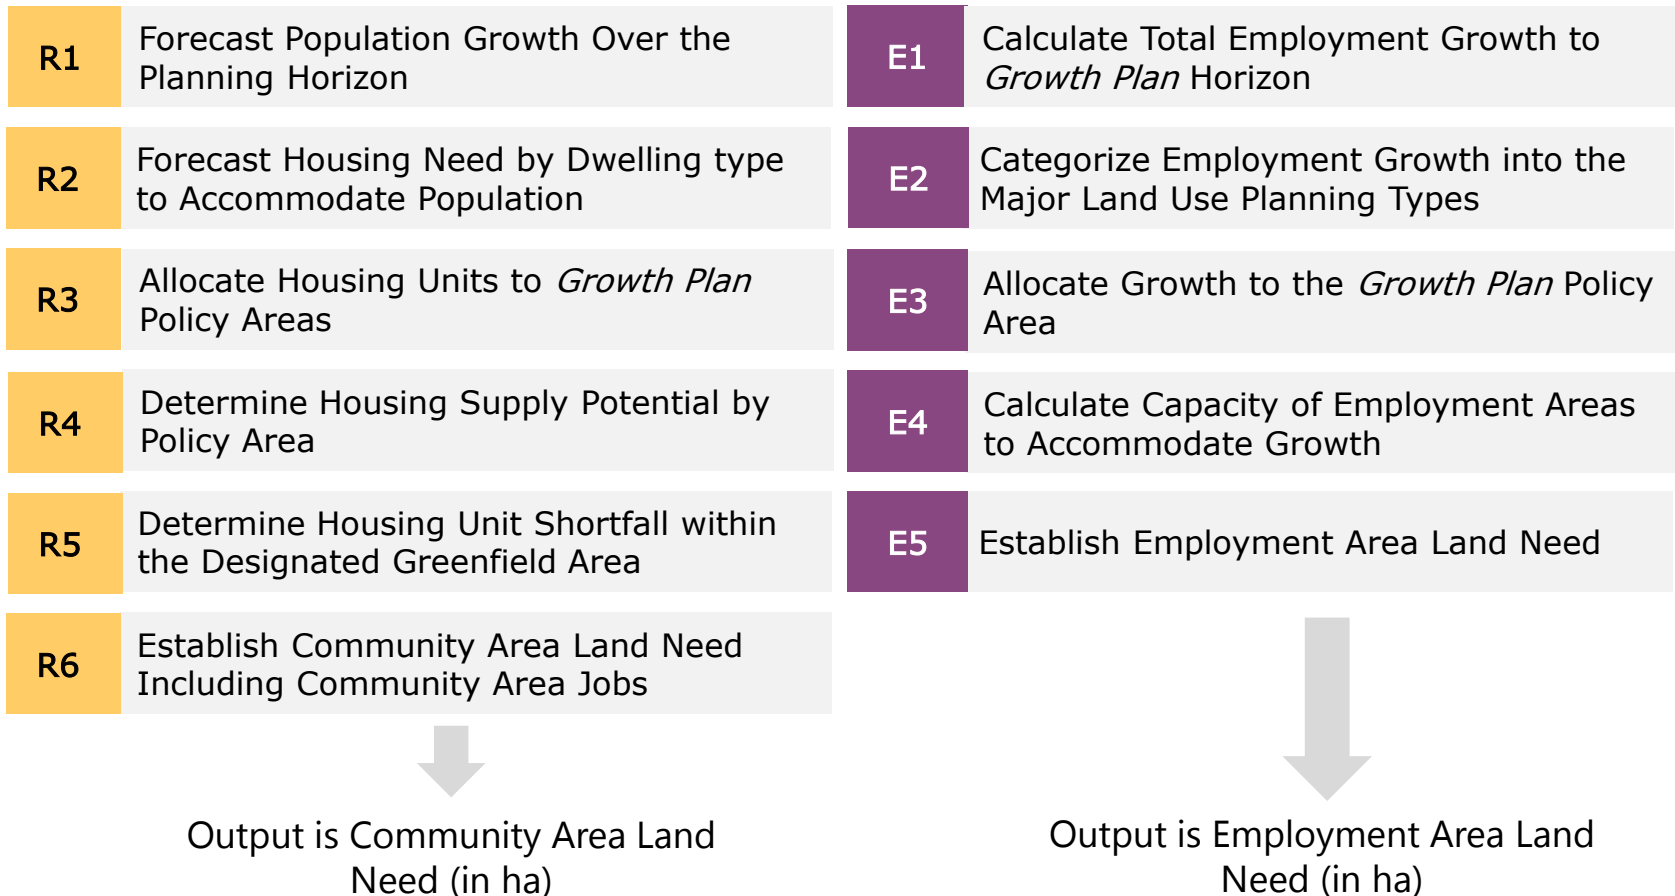 R1
Forecast Population Growth Over the
Planning Horizon
R2
Forecast Housing Need by Dwelling type
to Accommodate Population
R3
Allocate Housing Units to Growth Plan
Policy Areas
R4
Determine Housing Supply Potential by
Policy Area
R5
Determine Housing Unit Shortfall within
the Designated Greenfield Area
R6
Establish Community Area Land Need
Including Community Area Jobs
Output is Community Area Land
Need (in ha)
E1
Calculate Total Employment Growth to
Growth Plan Horizon
E2
Categorize Employment Growth into the
Major Land Use Planning Types
E3
Allocate Growth to the Growth Plan Policy
Area
E4
Calculate Capacity of Employment Areas
to Accommodate Growth
E5
Establish Employment Area Land Need
Output is Employment Area Land
Need (in ha)